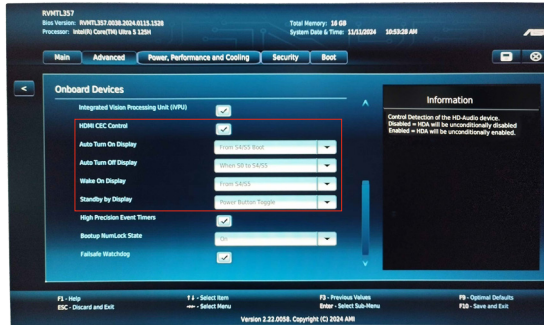 RVMTL357
Bios Version: RVMTL357.0038.2024.0115.1538
Processor: Intel(R) Core(TM) Ultra 5 125H
Total Memory: 16 GB
System Date & Time: 11/11/2024 10:53:28 AM
Main Advanced Power, Performance and Cooling Security Boot
< Onboard Devices
Integrated Vision Processing Unit (IVPU)
HDMI CEC Control
Auto Turn On Display From S4/S5 Boot
Auto Turn Off Display When S0 to S4/S5
Wake On Display From S4/S5
Standby by Display Power Button Toggle
High Precision Event Timers
Bootup NumLock State On
Failsafe Watchdog
Information
Control Detection of the HD-Audio device.
Disabled = HDA will be unconditionally disabled
Enabled = HDA will be unconditionally enabled.
F1 - Help
ESC - Discard and Exit
↑↓ - Select Item
→← - Select Menu
F3 - Previous Values
Enter - Select Sub-Menu
F9 - Optimal Defaults
F10 - Save and Exit
Version 2.22.0058. Copyright (C) 2024 AMI